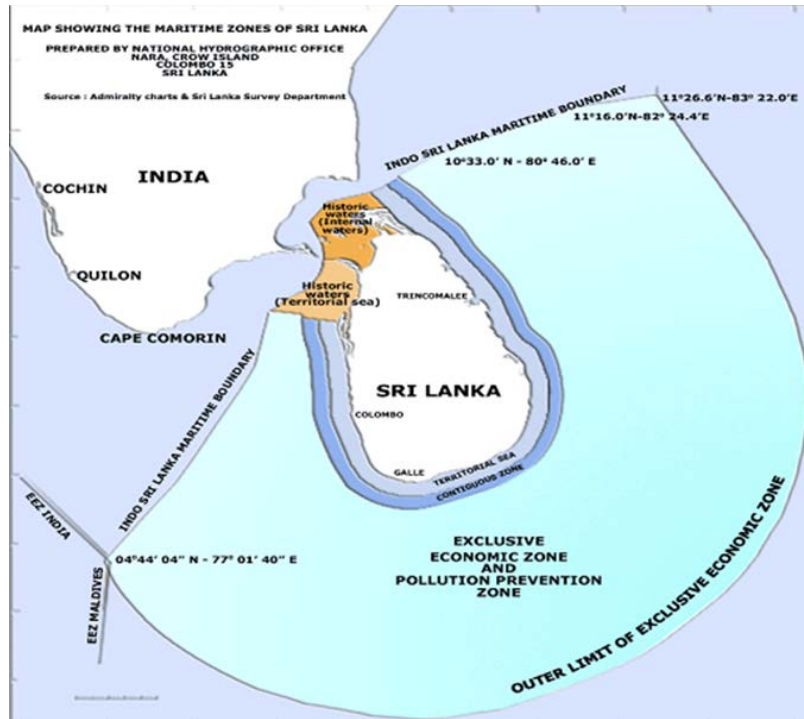 MAP SHOWING THE MARITIME ZONES OF SRI LANKA
PREPARED BY NATIONAL HYDROGRAPHIC OFFICE
NARA, CROW ISLAND
COLOMBO 15
SRI LANKA
Source : Admiralty charts & Sri Lanka Survey Department
INDO SRI LANKA MARITIME BOUNDARY
11°26.6'N-83° 22.0'E
11°16.0'N-82° 24.4'E
10°33.0' N - 80° 46.0' E
INDIA
COCHIN
QUILON
CAPE COMORIN
Historic
waters
(Internal
waters)
Historic
waters
(Territorial sea)
TRINCOMALEE
SRI LANKA
COLOMBO
GALLE
TERRITORIAL SEA
CONTIGUOUS ZONE
INDO SRI LANKA MARITIME BOUNDARY
EEZ INDIA
EEZ MALDIVES
04°44' 04" N - 77° 01' 40" E
EXCLUSIVE
ECONOMIC ZONE
AND
POLLUTION PREVENTION
ZONE
OUTER LIMIT OF EXCLUSIVE ECONOMIC ZONE